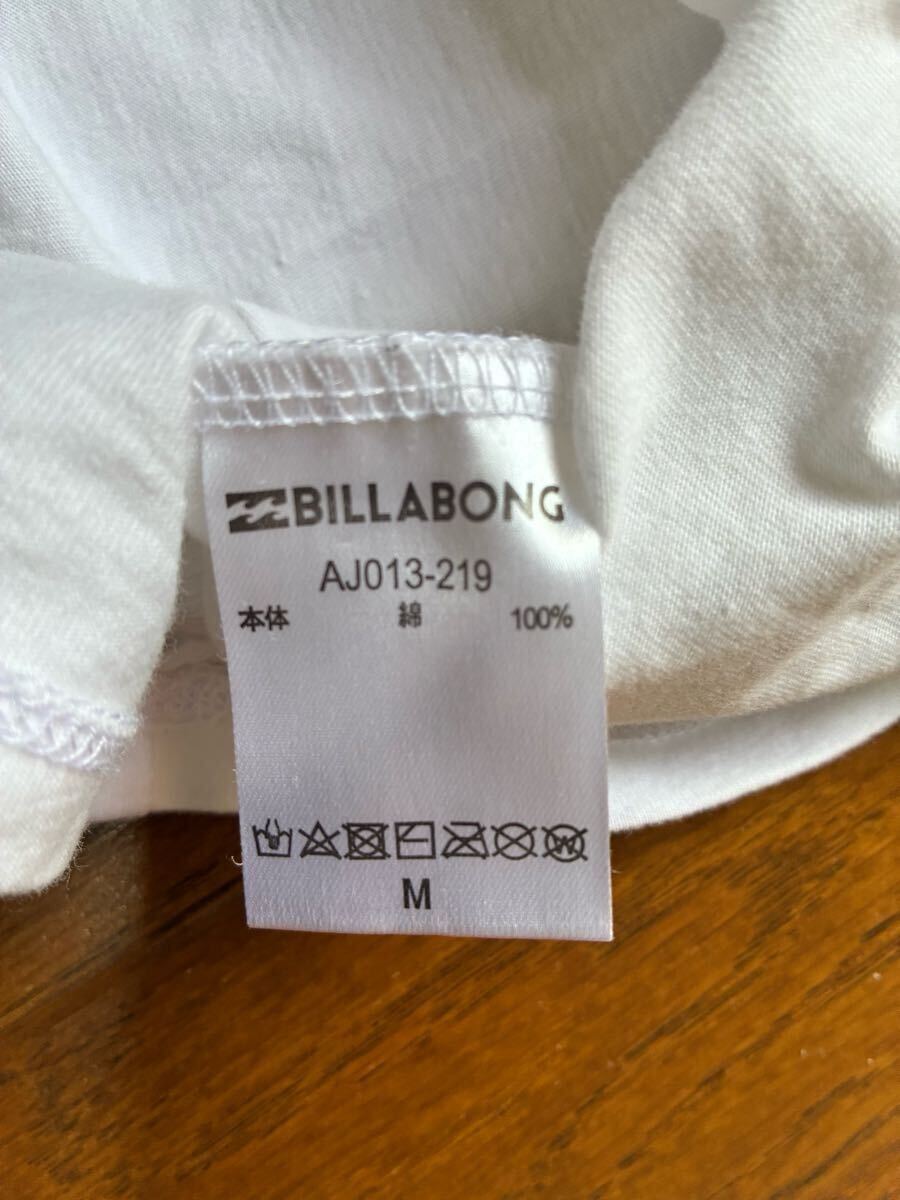 BILLABONG
AJ013-219
本体 綿 100%
W
M